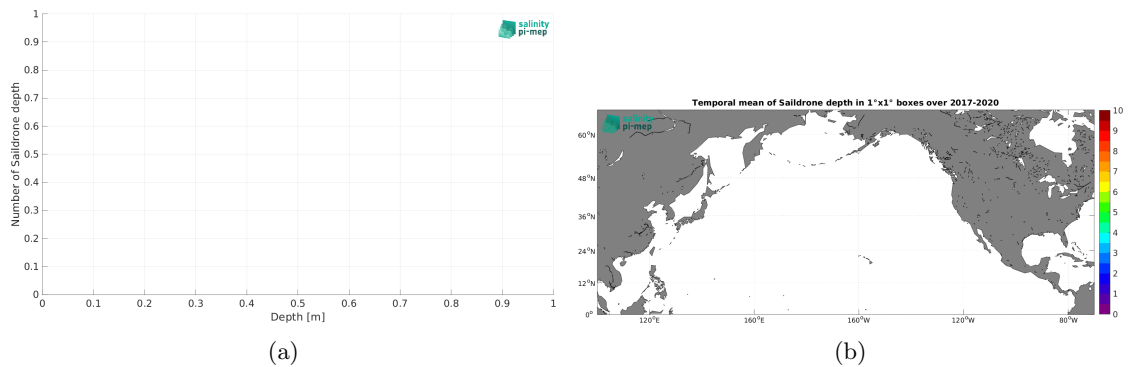 salinity
pi-mep
1
0.9
0.8
0.7
0.6
0.5
0.4
0.3
0.2
0.1
0
Number of Saildrone depth
0 0.1 0.2 0.3 0.4 0.5 0.6 0.7 0.8 0.9 1
Depth [m]
(a)
Temporal mean of Saildrone depth in 1°x1° boxes over 2017-2020
salinity
pi-mep
60°N
48°N
36°N
24°N
12°N
0°
120°E 160°E 160°W 120°W 80°W
10
9
8
7
6
5
4
3
2
1
0
(b)